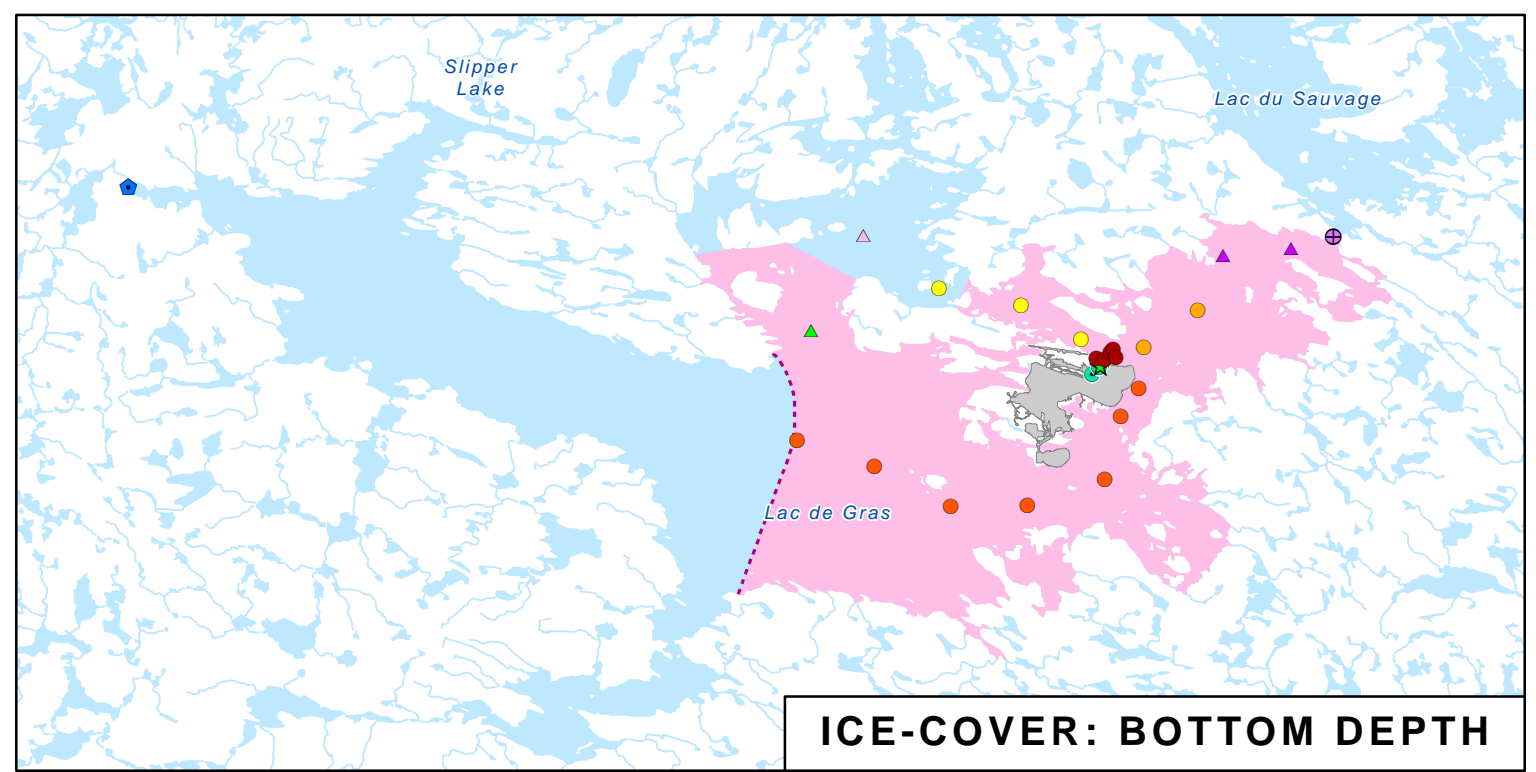 Slipper
Lake
Lac du Sauvage
Lac de Gras
ICE-COVER: BOTTOM DEPTH